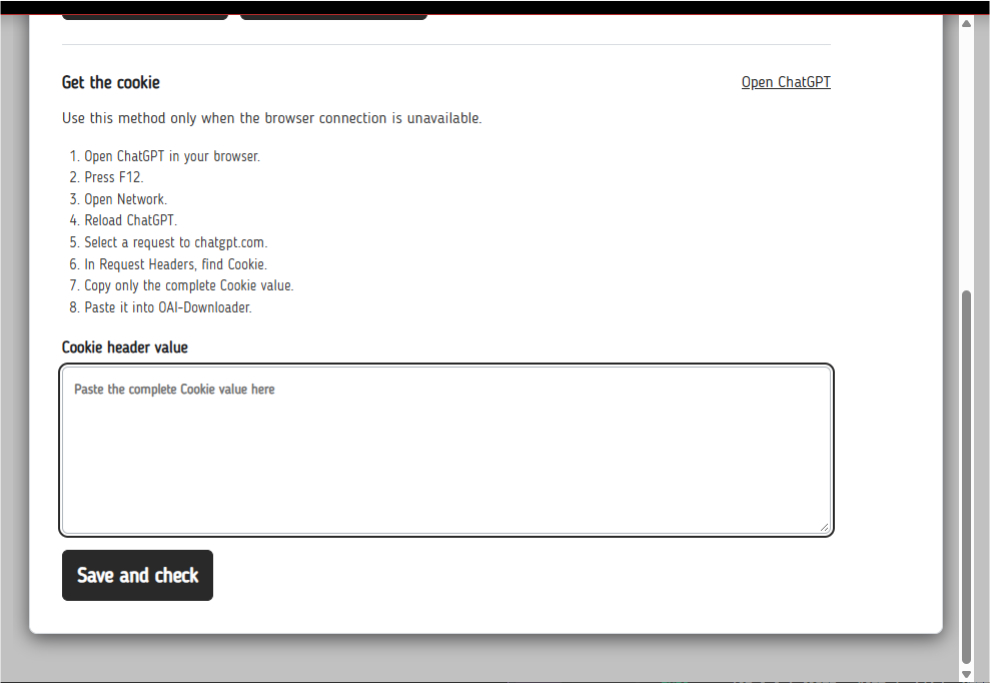 Get the cookie
Open ChatGPT
Use this method only when the browser connection is unavailable.
1. Open ChatGPT in your browser.
2. Press F12.
3. Open Network.
4. Reload ChatGPT.
5. Select a request to chatgpt.com.
6. In Request Headers, find Cookie.
7. Copy only the complete Cookie value.
8. Paste it into OAI-Downloader.
Cookie header value
Paste the complete Cookie value here
Save and check